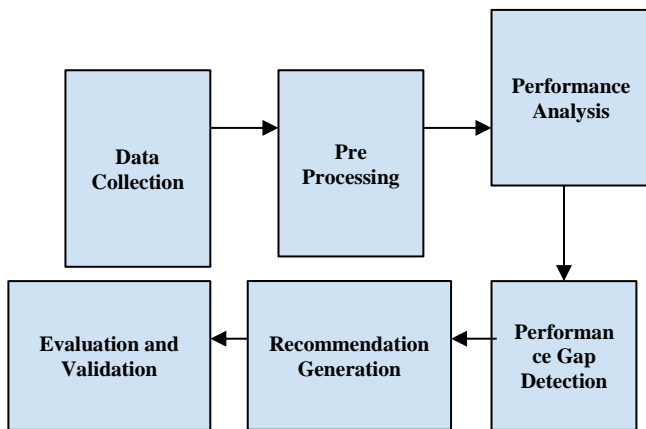 Data
Collection
Pre
Processing
Performance
Analysis
Performan
ce Gap
Detection
Recommendation
Generation
Evaluation and
Validation